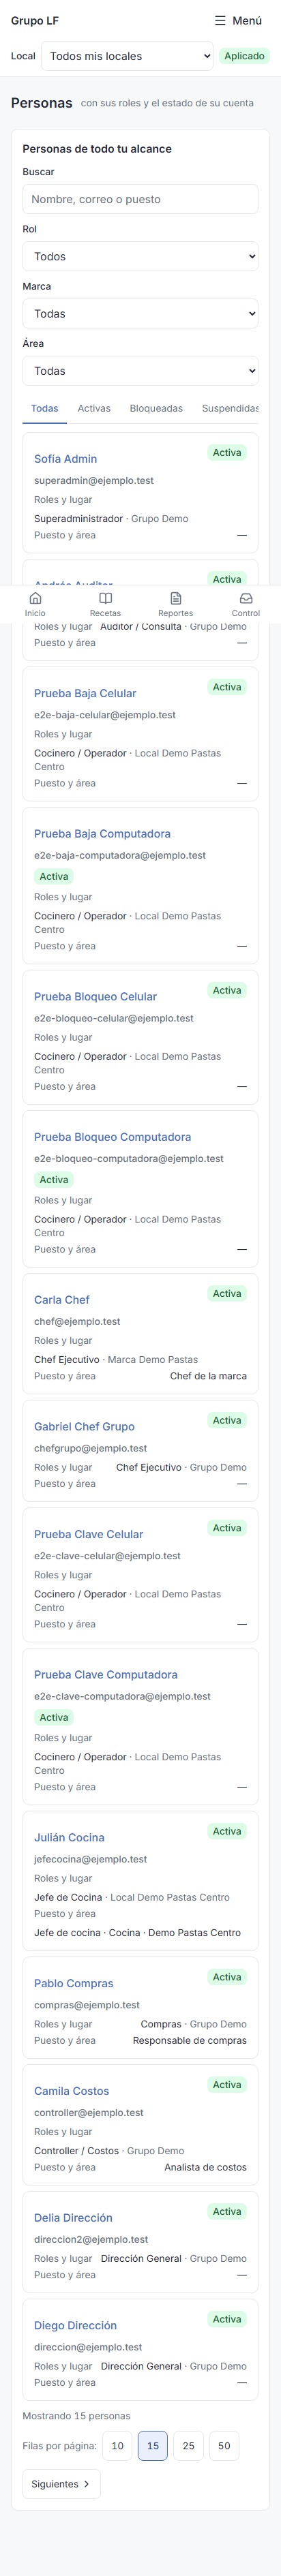 Grupo LF
Menú
Local
Todos mis locales
Aplicado
Personas
con sus roles y el estado de su cuenta
Personas de todo tu alcance
Buscar
Nombre, correo o puesto
Rol
Todos
Marca
Todas
Área
Todas
Todas Activas Bloqueadas Suspendidas
Sofía Admin
Activa
superadmin@ejemplo.test
Roles y lugar
Superadministrador · Grupo Demo
Puesto y área —
Activa
Inicio Recetas Reportes Control
Roles y lugar Auditor / Consulta · Grupo Demo
Puesto y área —
Prueba Baja Celular
Activa
e2e-baja-celular@ejemplo.test
Roles y lugar
Cocinero / Operador · Local Demo Pastas
Centro
Puesto y área —
Prueba Baja Computadora
e2e-baja-computadora@ejemplo.test
Activa
Roles y lugar
Cocinero / Operador · Local Demo Pastas
Centro
Puesto y área —
Prueba Bloqueo Celular
Activa
e2e-bloqueo-celular@ejemplo.test
Roles y lugar
Cocinero / Operador · Local Demo Pastas
Centro
Puesto y área —
Prueba Bloqueo Computadora
e2e-bloqueo-computadora@ejemplo.test
Activa
Roles y lugar
Cocinero / Operador · Local Demo Pastas
Centro
Puesto y área —
Carla Chef
Activa
chef@ejemplo.test
Roles y lugar
Chef Ejecutivo · Marca Demo Pastas
Puesto y área Chef de la marca
Gabriel Chef Grupo
Activa
chefgrupo@ejemplo.test
Roles y lugar Chef Ejecutivo · Grupo Demo
Puesto y área —
Prueba Clave Celular
Activa
e2e-clave-celular@ejemplo.test
Roles y lugar
Cocinero / Operador · Local Demo Pastas
Centro
Puesto y área —
Prueba Clave Computadora
e2e-clave-computadora@ejemplo.test
Activa
Roles y lugar
Cocinero / Operador · Local Demo Pastas
Centro
Puesto y área —
Julián Cocina
Activa
jefecocina@ejemplo.test
Roles y lugar
Jefe de Cocina · Local Demo Pastas Centro
Puesto y área
Jefe de cocina · Cocina · Demo Pastas Centro
Pablo Compras
Activa
compras@ejemplo.test
Roles y lugar Compras · Grupo Demo
Puesto y área Responsable de compras
Camila Costos
Activa
controller@ejemplo.test
Roles y lugar
Controller / Costos · Grupo Demo
Puesto y área Analista de costos
Delia Dirección
Activa
direccion2@ejemplo.test
Roles y lugar Dirección General · Grupo Demo
Puesto y área —
Diego Dirección
Activa
direccion@ejemplo.test
Roles y lugar Dirección General · Grupo Demo
Puesto y área —
Mostrando 15 personas
Filas por página: 10 15 25 50
Siguientes